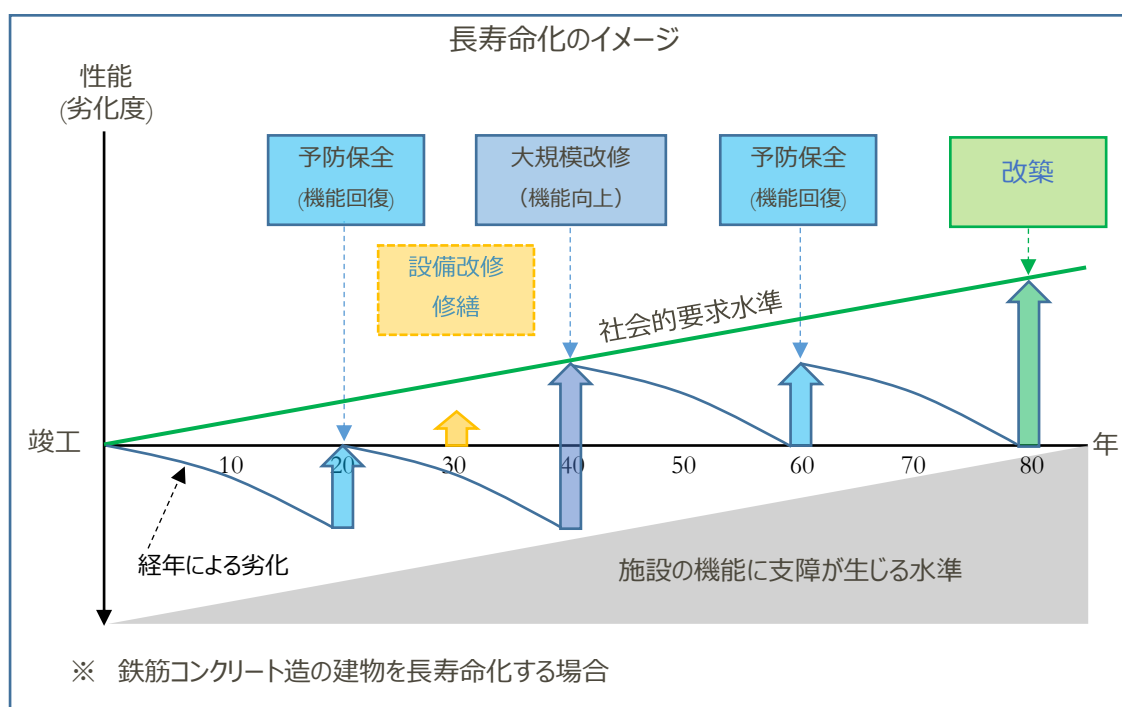 長寿命化のイメージ
性能
(劣化度)
予防保全
(機能回復)
大規模改修
（機能向上）
予防保全
(機能回復)
改築
設備改修
修繕
社会的要求水準
竣工
10
20
30
40
50
60
70
80
年
経年による劣化
施設の機能に支障が生じる水準
※　鉄筋コンクリート造の建物を長寿命化する場合